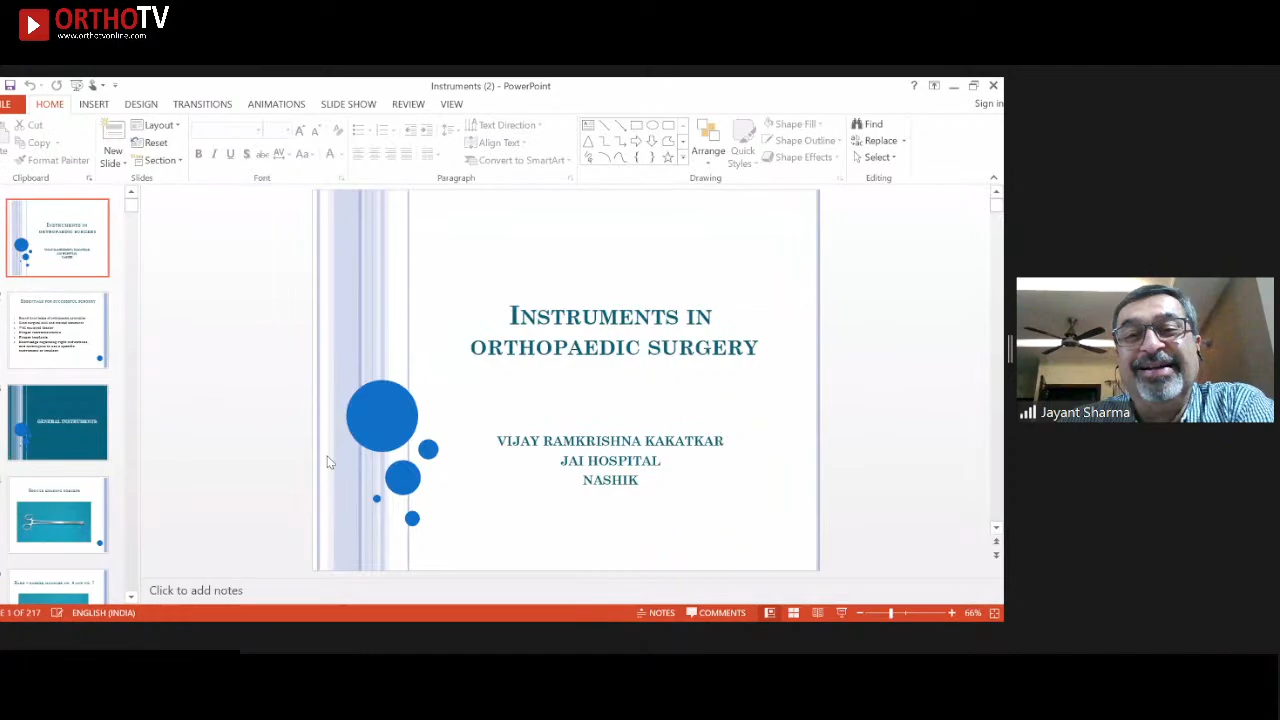 ORTHOTV
www.orthotvonline.com
Instruments (2) - PowerPoint
HOME INSERT DESIGN TRANSITIONS ANIMATIONS SLIDE SHOW REVIEW VIEW
Sign in
Cut
Copy
Format Painter
Clipboard
New
Slide
Layout
Reset
Section
Slides
Font
Text Direction
Align Text
Convert to SmartArt
Paragraph
Arrange
Quick
Styles
Shape Fill
Shape Outline
Shape Effects
Drawing
Find
Replace
Select
Editing
INSTRUMENTS IN
ORTHOPAEDIC SURGERY
GENERAL INSTRUMENTS
INSTRUMENTS IN
ORTHOPAEDIC SURGERY
VIJAY RAMKRISHNA KAKATKAR
JAI HOSPITAL
NASHIK
Jayant Sharma
Click to add notes
1 OF 217
ENGLISH (INDIA)
NOTES
COMMENTS
66%